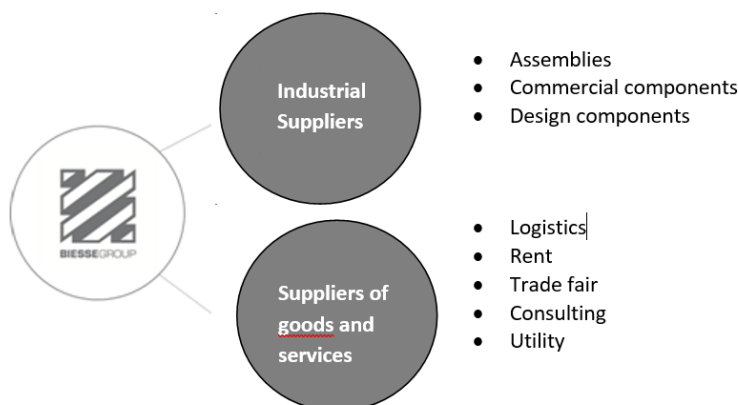 BIESSEGROUP
Industrial
Suppliers
• Assemblies
• Commercial components
• Design components
Suppliers of
goods and
services
• Logistics
• Rent
• Trade fair
• Consulting
• Utility